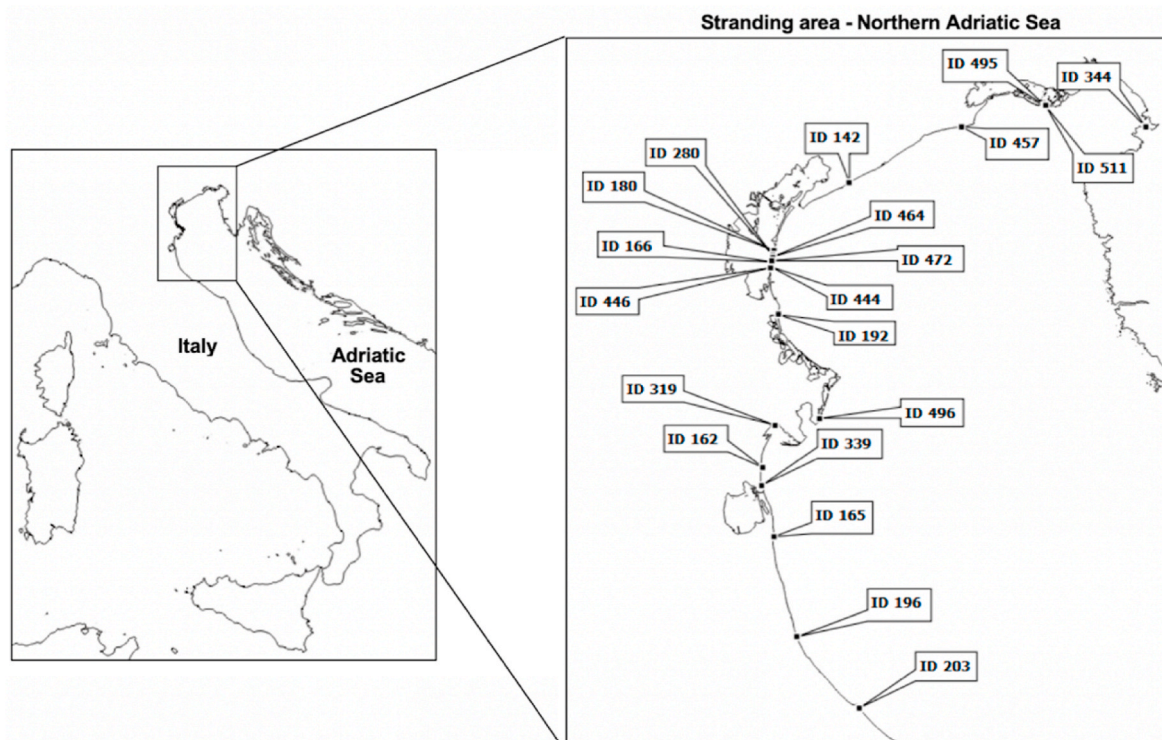 Stranding area - Northern Adriatic Sea
ID 495
ID 344
ID 142
ID 457
ID 511
ID 280
ID 180
ID 464
ID 166
ID 472
ID 446
ID 444
ID 192
Italy
Adriatic
Sea
ID 319
ID 496
ID 162
ID 339
ID 165
ID 196
ID 203